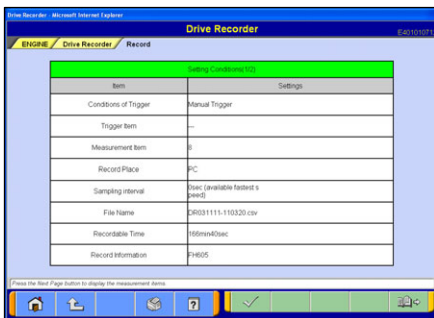 Drive Recorder - Microsoft Internet Explorer
Drive Recorder
E40101071
ENGINE Drive Recorder Record
Setting Conditions(1/2)
Item Settings
Conditions of Trigger Manual Trigger
Trigger Item ---
Measurement Item 8
Record Place PC
Sampling interval 0sec (available fastest s
peed)
File Name DR031111-110320.csv
Recordable Time 166min40sec
Record Information FH605
Press the Next Page button to display the measurement items.
?